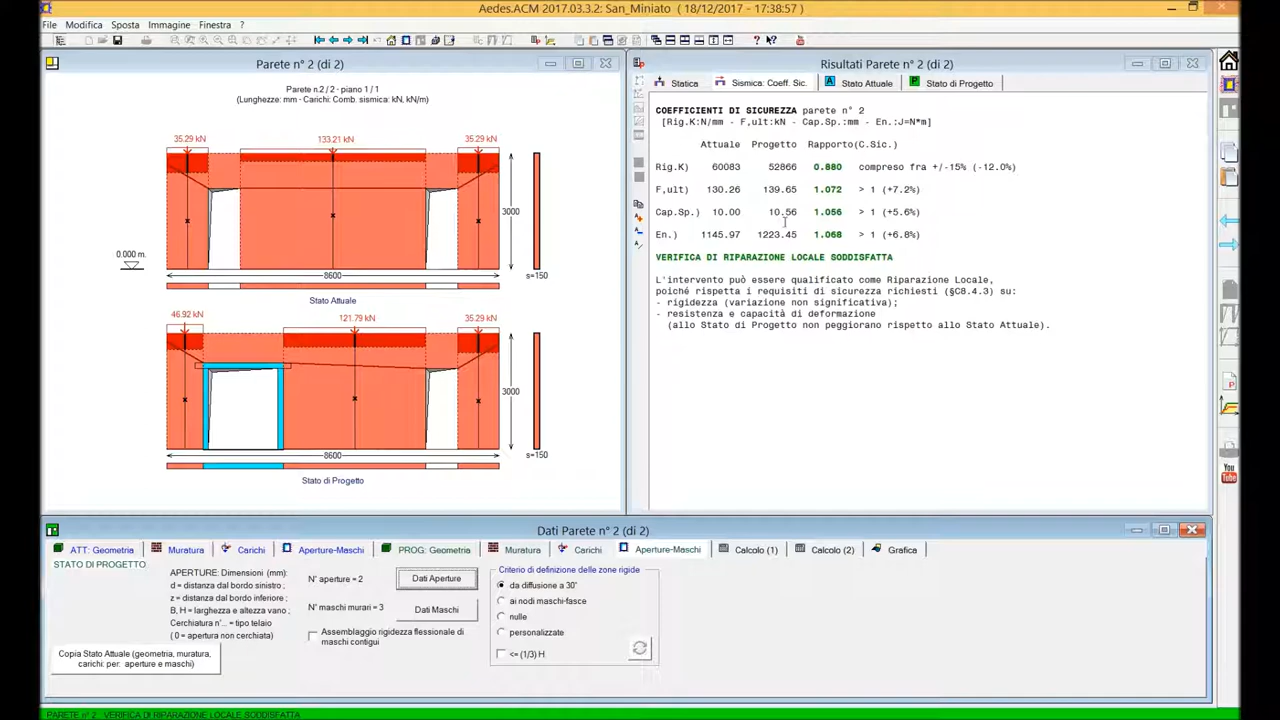 Aedes.ACM 2017.03.3.2: San_Miniato ( 18/12/2017 - 17:38:57)
File Modifica Sposta Immagine Finestra ?
Parete n° 2 (di 2)
Parete n.2 / 2 - piano 1 / 1
(Lunghezze: mm - Carichi: Comb. sismica: kN, kN/m)
35.29 kN 133.21 kN 35.29 kN
3000
0.000 m.
8600 s=150
Stato Attuale
46.92 kN 121.79 kN 35.29 kN
3000
8600 s=150
Stato di Progetto
Risultati Parete n° 2 (di 2)
Statica Sismica: Coeff. Sic. A Stato Attuale P Stato di Progetto
COEFFICIENTI DI SICUREZZA parete n° 2
[Rig.K:N/mm - F,ult:kN - Cap.Sp.:mm - En.:J=N*m]
Attuale Progetto Rapporto(C.Sic.)
Rig.K) 60083 52866 0.880 compreso fra +/-15% (-12.0%)
F,ult) 130.26 139.65 1.072 > 1 (+7.2%)
Cap.Sp.) 10.00 10.56 1.056 > 1 (+5.6%)
En.) 1145.97 1223.45 1.068 > 1 (+6.8%)
VERIFICA DI RIPARAZIONE LOCALE SODDISFATTA
L'intervento può essere qualificato come Riparazione Locale,
poiché rispetta i requisiti di sicurezza richiesti (§C8.4.3) su:
- rigidezza (variazione non significativa);
- resistenza e capacità di deformazione
(allo Stato di Progetto non peggiorano rispetto allo Stato Attuale).
You
Tube
Dati Parete n° 2 (di 2)
ATT: Geometria Muratura Carichi Aperture-Maschi PROG: Geometria Muratura Carichi Aperture-Maschi Calcolo (1) Calcolo (2) Grafica
STATO DI PROGETTO
APERTURE: Dimensioni (mm):
d = distanza dal bordo sinistro ;
z = distanza dal bordo inferiore ;
B, H = larghezza e altezza vano ;
Cerchiatura n°... = tipo telaio
( 0 = apertura non cerchiata)
Copia Stato Attuale (geometria, muratura,
carichi: per. aperture e maschi)
N° aperture = 2 Dati Aperture
N° maschi murari = 3 Dati Maschi
Assemblaggio rigidezza flessionale di
maschi contigui
Criterio di definizione delle zone rigide
da diffusione a 30°
ai nodi maschi-fasce
nulle
personalizzate
<= (1/3) H
PARETE n° 2 VERIFICA DI RIPARAZIONE LOCALE SODDISFATTA